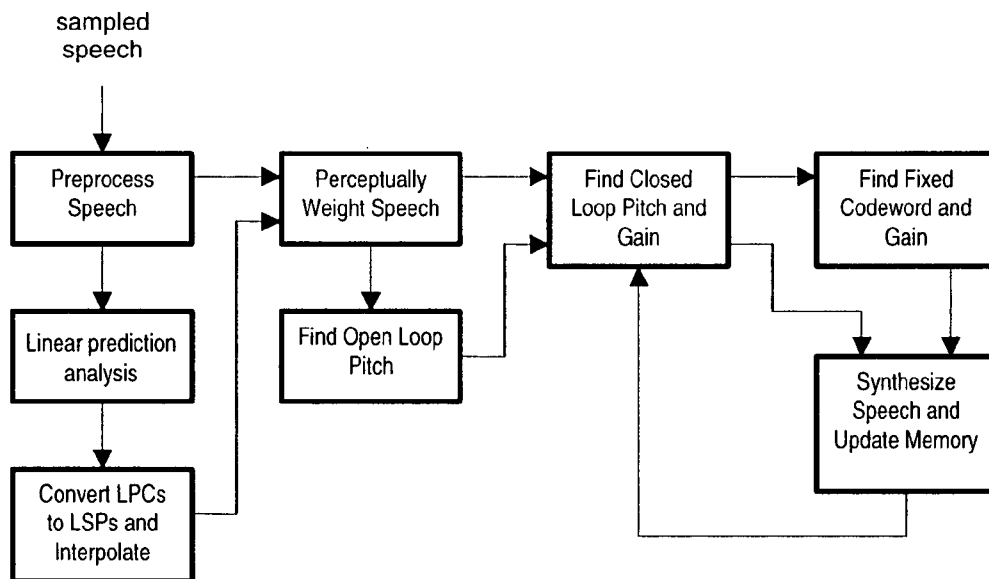 sampled
speech
Preprocess
Speech
Perceptually
Weight Speech
Find Closed
Loop Pitch and
Gain
Find Fixed
Codeword and
Gain
Linear prediction
analysis
Find Open Loop
Pitch
Synthesize
Speech and
Update Memory
Convert LPCs
to LSPs and
Interpolate